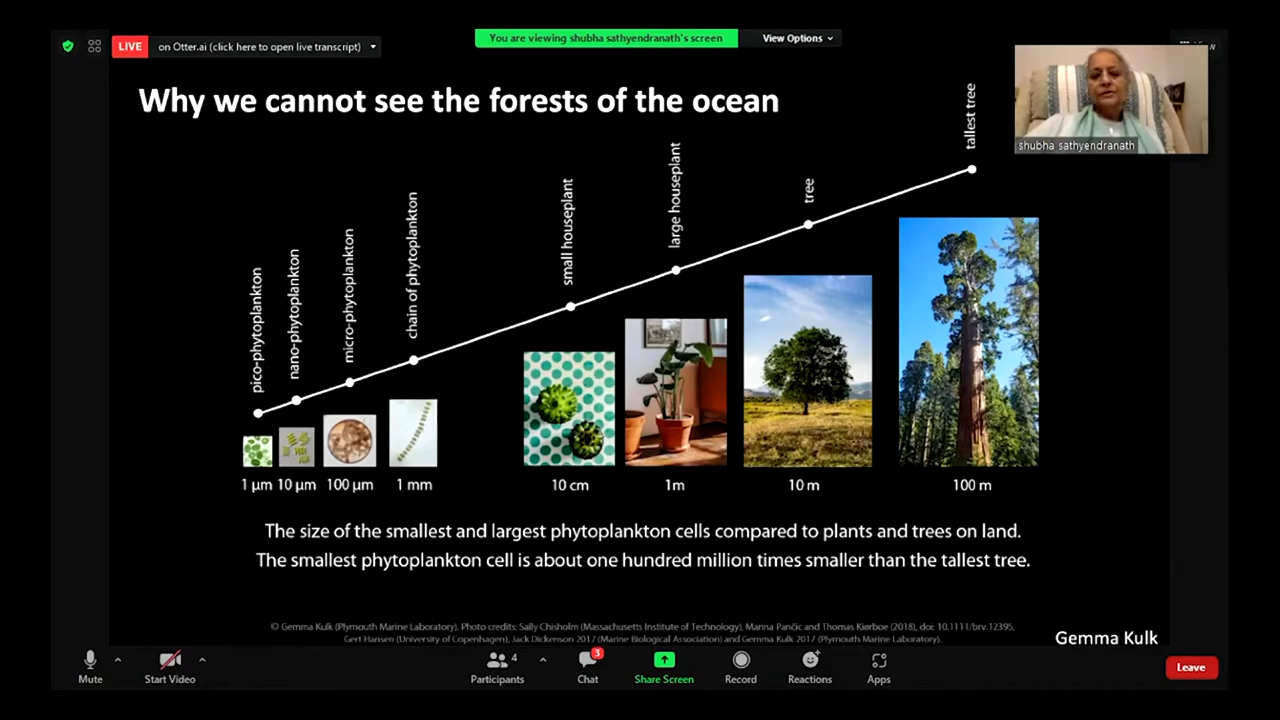 LIVE on Otter.ai (click here to open live transcript)
You are viewing shubha sathyendranath's screen View Options
Why we cannot see the forests of the ocean
shubha sathyendranath
pico-phytoplankton
nano-phytoplankton
micro-phytoplankton
chain of phytoplankton
small houseplant
large houseplant
tree
tallest tree
1 µm 10 µm 100 µm 1 mm 10 cm 1m 10 m 100 m
The size of the smallest and largest phytoplankton cells compared to plants and trees on land.
The smallest phytoplankton cell is about one hundred million times smaller than the tallest tree.
© Gemma Kulk (Plymouth Marine Laboratory). Photo credits: Sally Chisholm (Massachusetts Institute of Technology), Marina Pančić and Thomas Kiørboe (2018), doi: 10.1111/brv.12395,
Gert Hansen (University of Copenhagen), Jack Dickenson 2017 (Marine Biological Association) and Gemma Kulk 2017 (Plymouth Marine Laboratory).
Gemma Kulk
Mute Start Video Participants 4 Chat 3 Share Screen Record Reactions Apps Leave